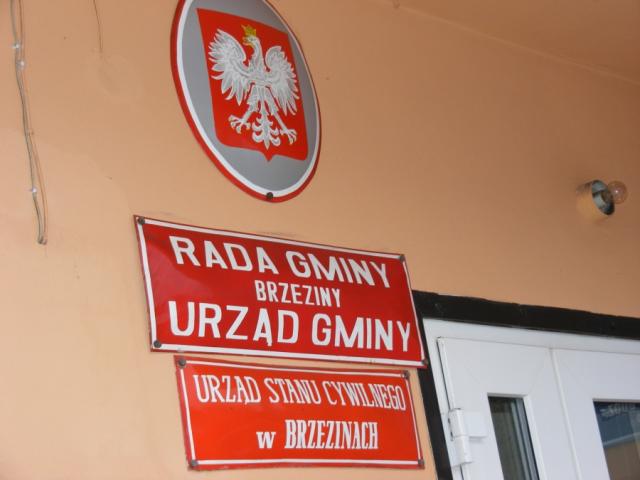 RADA GMINY
BRZEZINY
URZĄD GMINY
URZĄD STANU CYWILNEGO
w BRZEZINACH